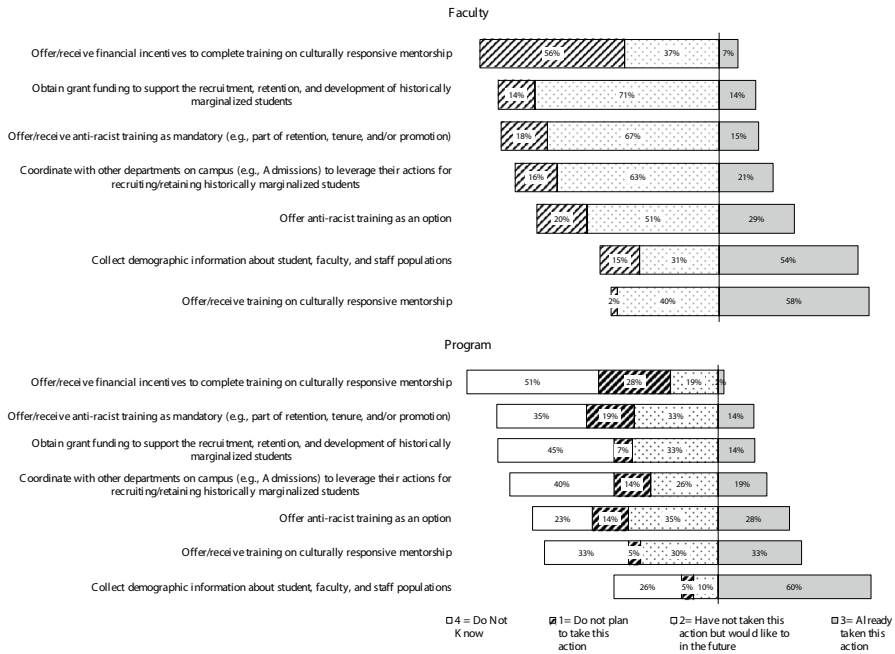 Faculty
Offer/receive financial incentives to complete training on culturally responsive mentorship
56% 37% 7%
Obtain grant funding to support the recruitment, retention, and development of historically
marginalized students
14% 71% 14%
Offer/receive anti-racist training as mandatory (e.g., part of retention, tenure, and/or promotion)
18% 67% 15%
Coordinate with other departments on campus (e.g., Admissions) to leverage their actions for
recruiting/retaining historically marginalized students
16% 63% 21%
Offer anti-racist training as an option
20% 51% 29%
Collect demographic information about student, faculty, and staff populations
15% 31% 54%
Offer/receive training on culturally responsive mentorship
2% 40% 58%
Program
Offer/receive financial incentives to complete training on culturally responsive mentorship
51% 28% 19%
Offer/receive anti-racist training as mandatory (e.g., part of retention, tenure, and/or promotion)
35% 19% 33% 14%
Obtain grant funding to support the recruitment, retention, and development of historically
marginalized students
45% 7% 33% 14%
Coordinate with other departments on campus (e.g., Admissions) to leverage their actions for
recruiting/retaining historically marginalized students
40% 14% 26% 19%
Offer anti-racist training as an option
23% 14% 35% 28%
Offer/receive training on culturally responsive mentorship
33% 5% 30% 33%
Collect demographic information about student, faculty, and staff populations
26% 5% 10% 60%
4 = Do Not
Know
1= Do not plan
to take this
action
2= Have not taken this
action but would like to
in the future
3= Already
taken this
action